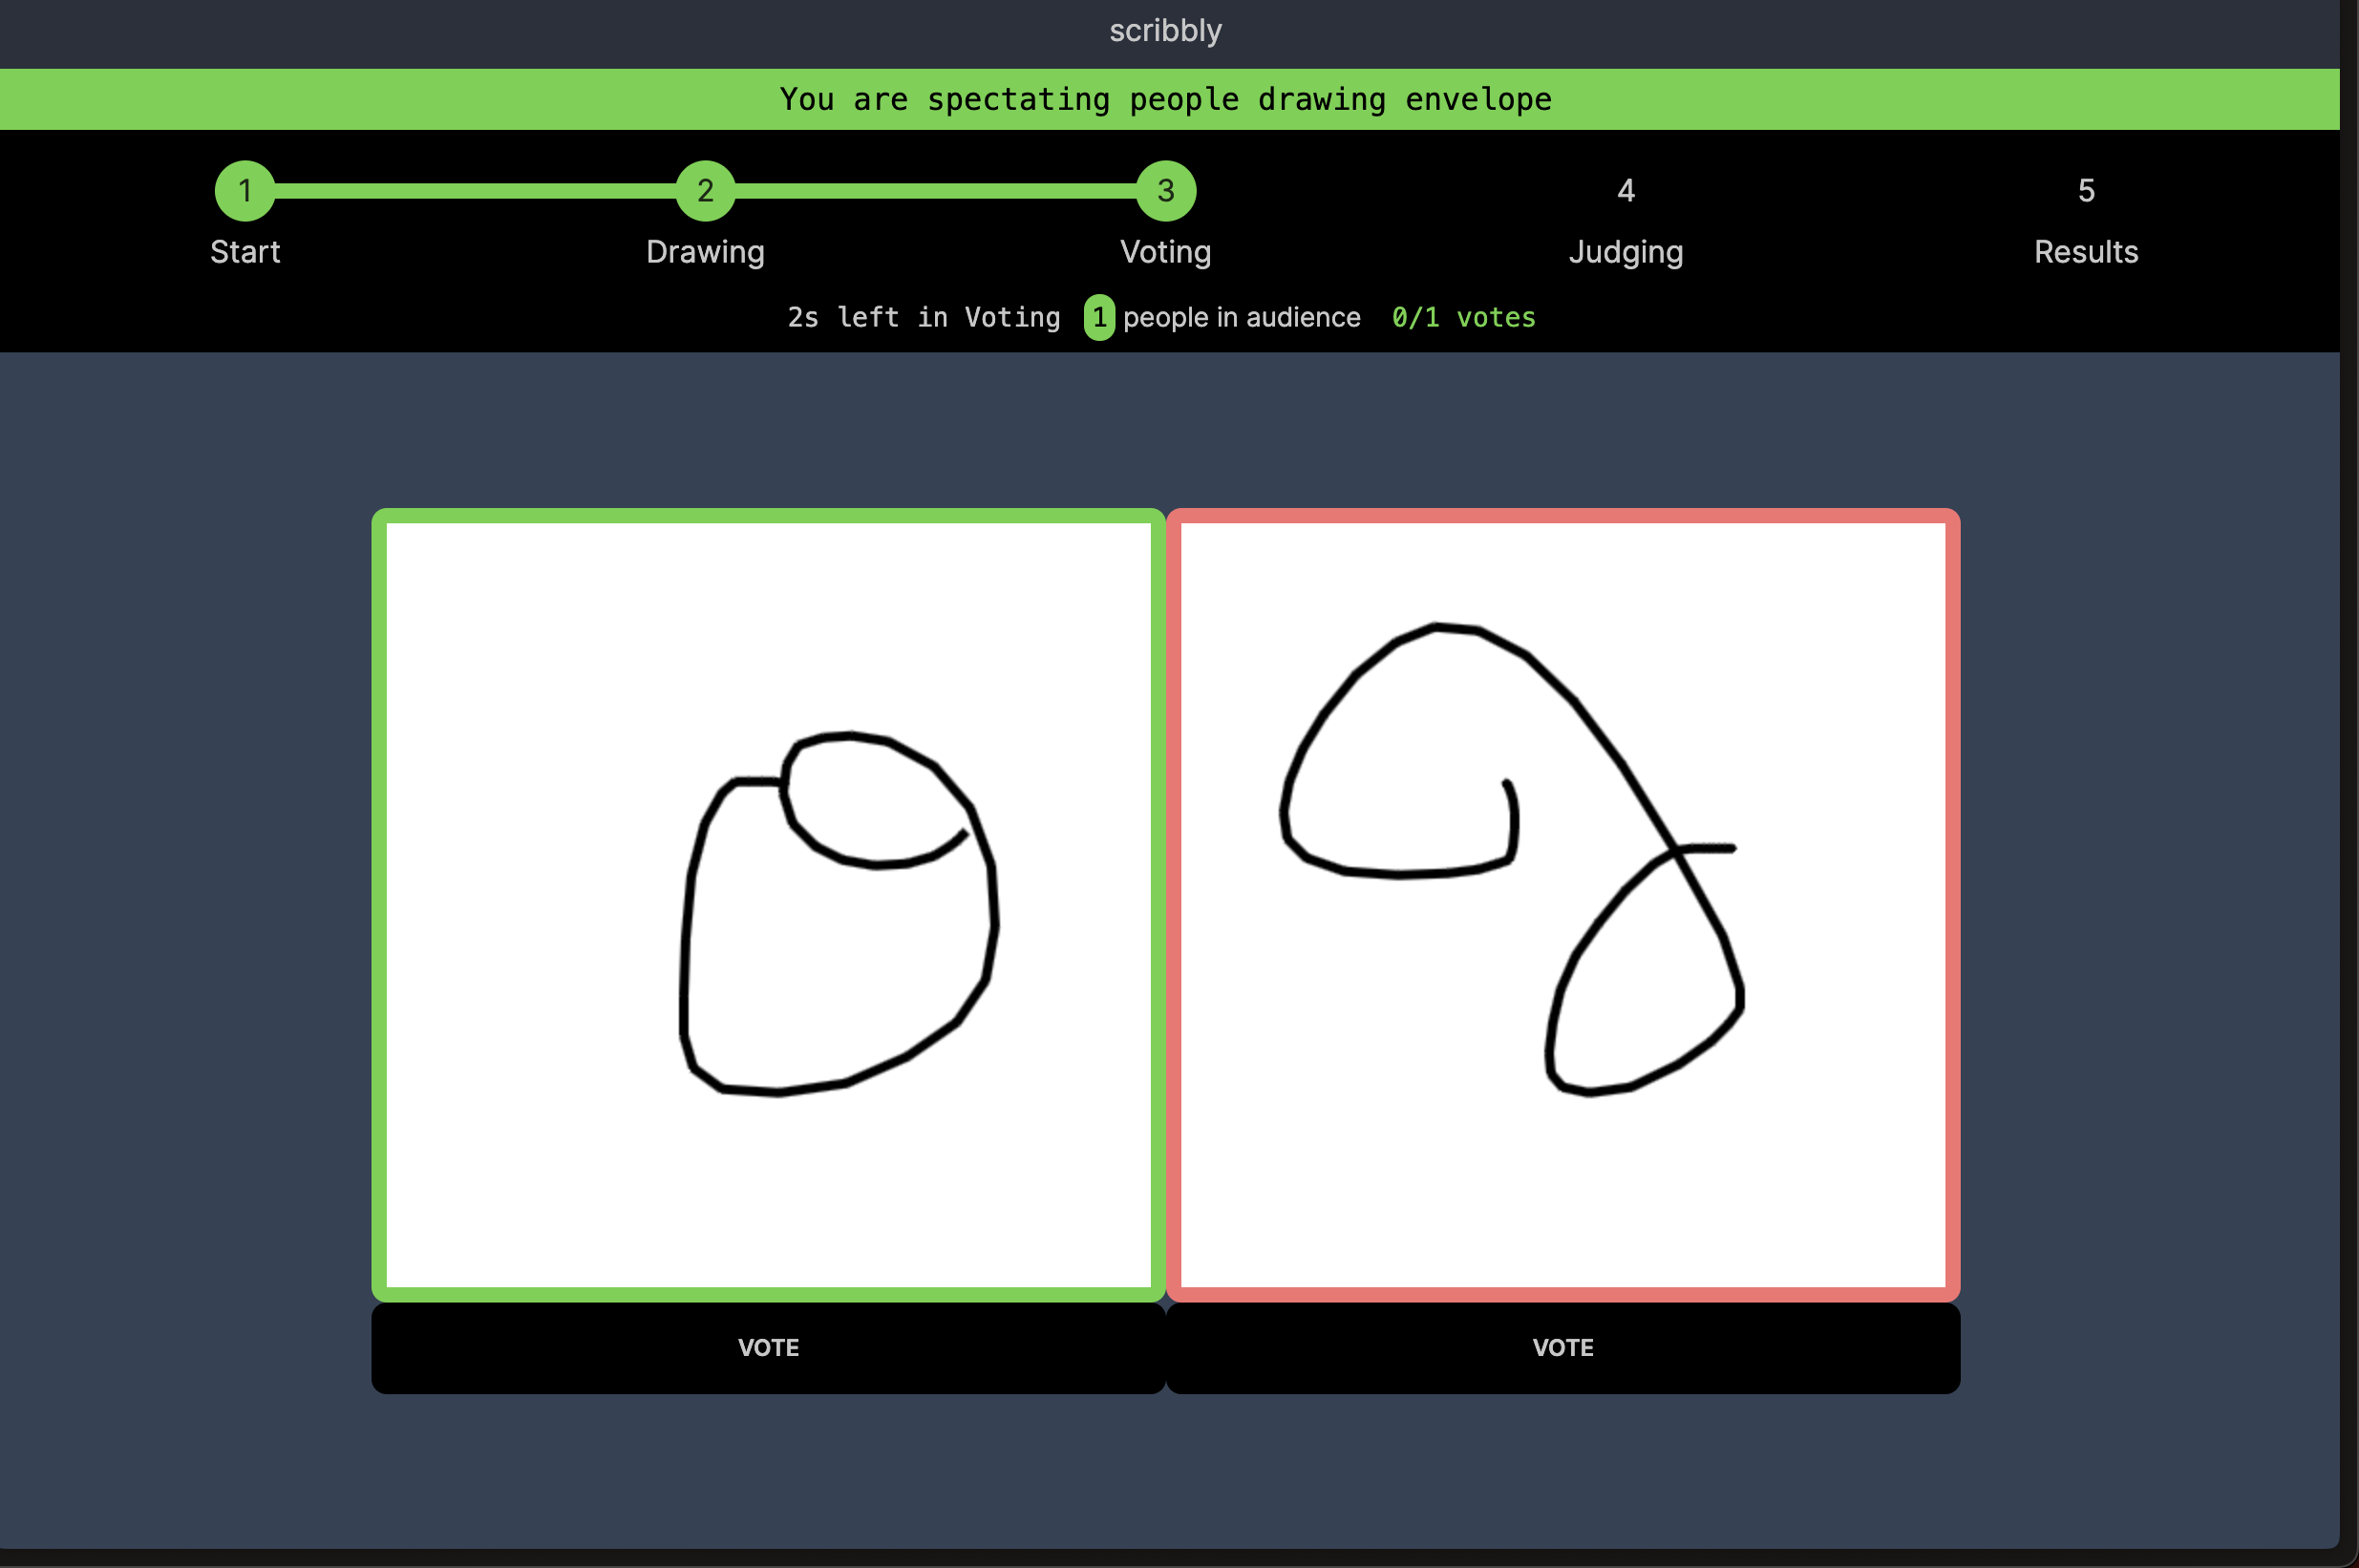 scribbly
You are spectating people drawing envelope
1 2 3 4 5
Start Drawing Voting Judging Results
2s left in Voting 1 people in audience 0/1 votes
VOTE VOTE